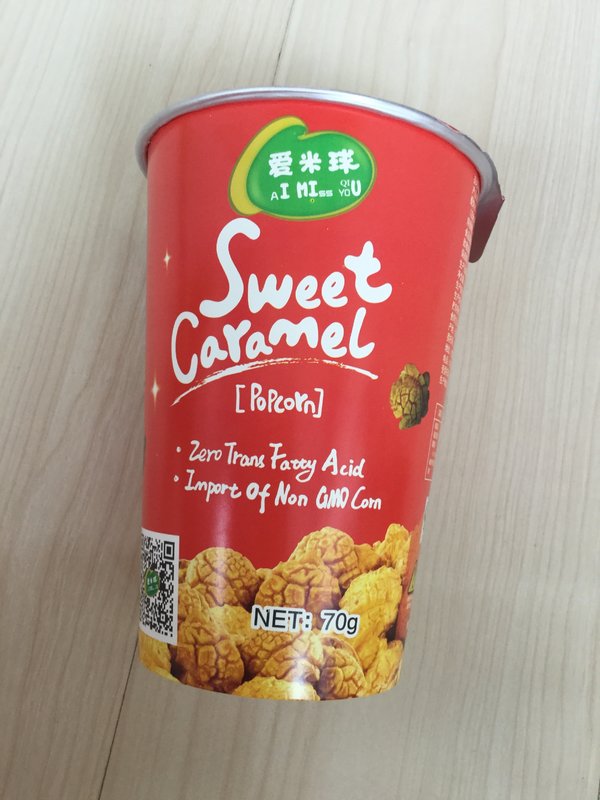 爱米球
AI MIss QI YOU
Sweet
Caramel
[PoPcorn]
· Zero Trans Fatty Acid
· Import Of Non GMO Corn
NET: 70g